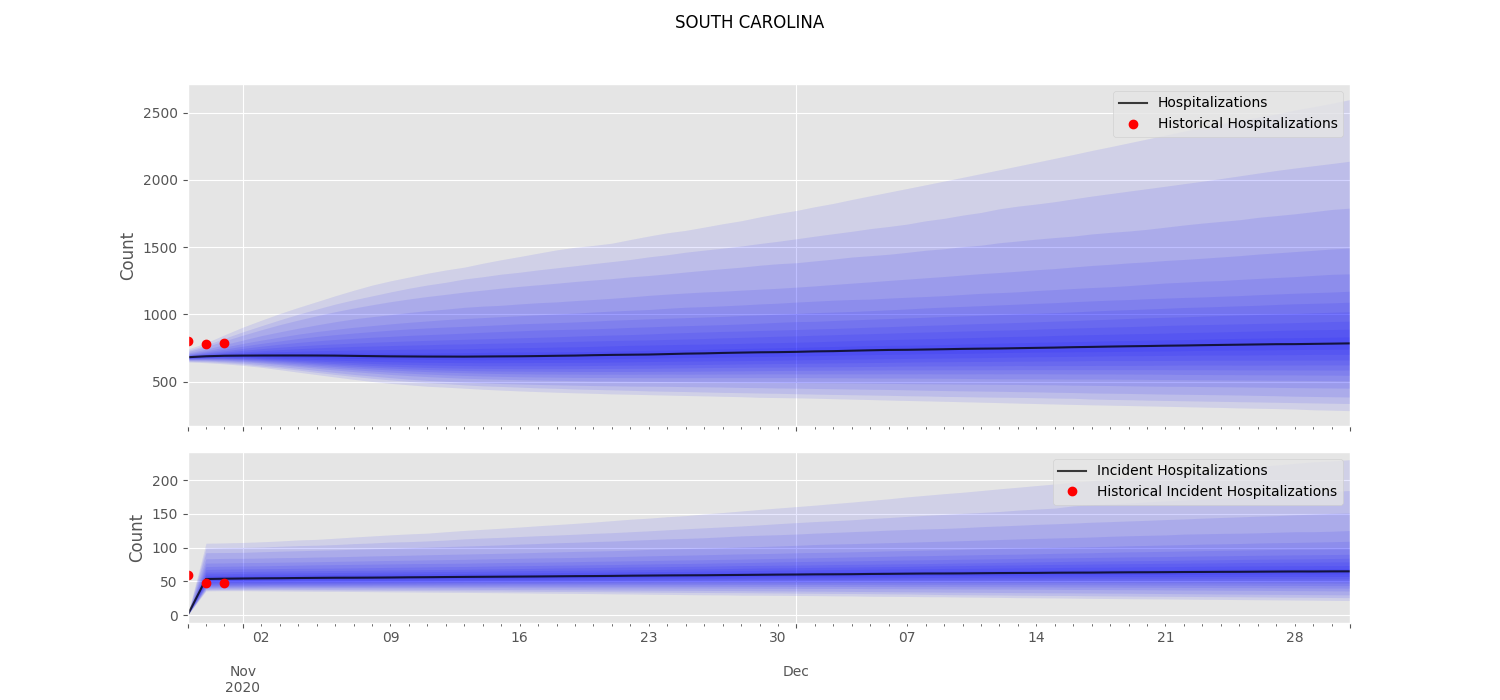 SOUTH CAROLINA
Hospitalizations
Historical Hospitalizations
2500
2000
1500
1000
500
Count
Incident Hospitalizations
Historical Incident Hospitalizations
200
150
100
50
0
Count
02 09 16 23 30 07 14 21 28
Nov Dec
2020